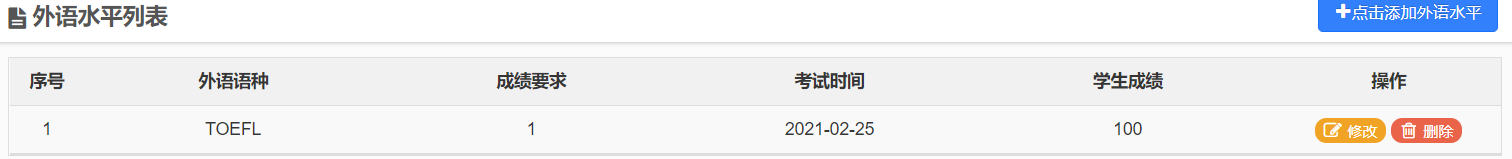 外语水平列表
点击添加外语水平
序号 外语语种 成绩要求 考试时间 学生成绩 操作
1 TOEFL 1 2021-02-25 100 修改 删除